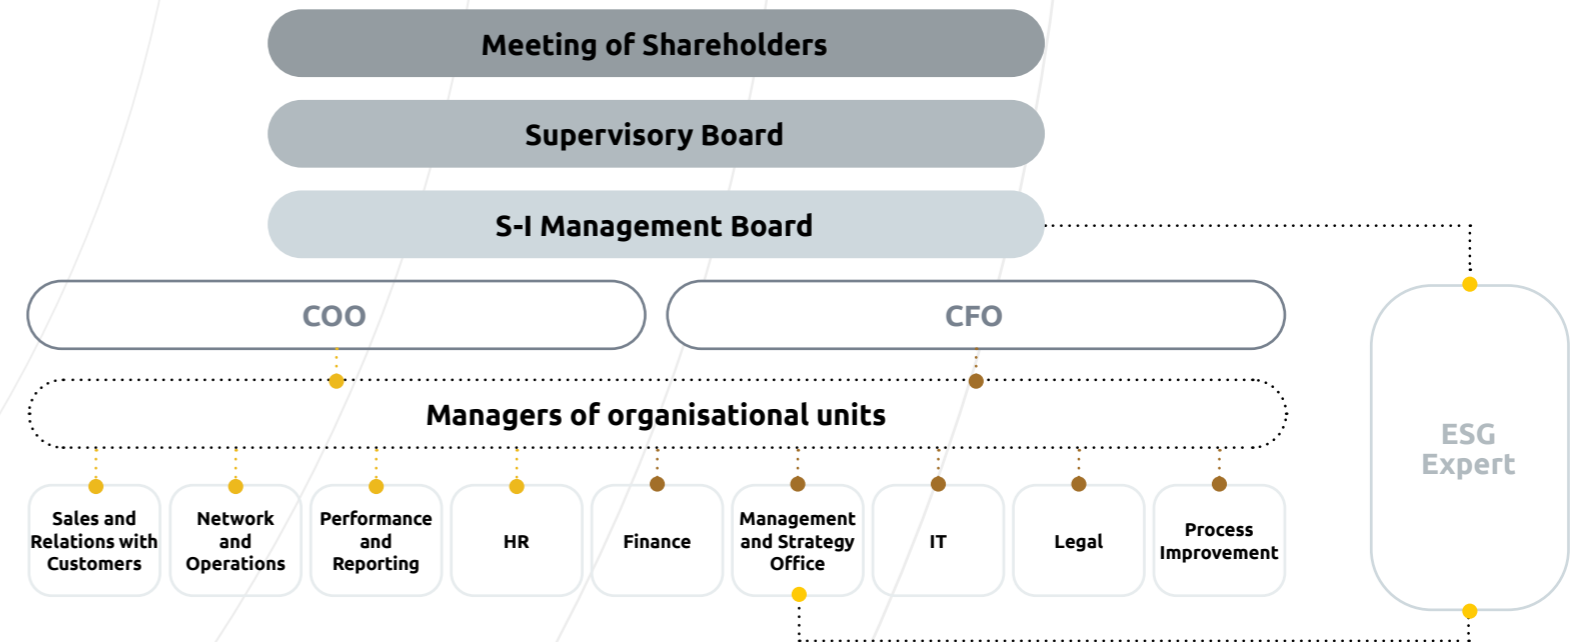 Meeting of Shareholders
Supervisory Board
S-I Management Board
COO
CFO
Managers of organisational units
Sales and
Relations with
Customers
Network
and
Operations
Performance
and
Reporting
HR
Finance
Management
and Strategy
Office
IT
Legal
Process
Improvement
ESG
Expert